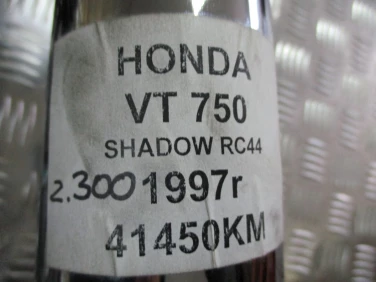 HONDA
VT 750
SHADOW RC44
2.300 1997r
41450KM